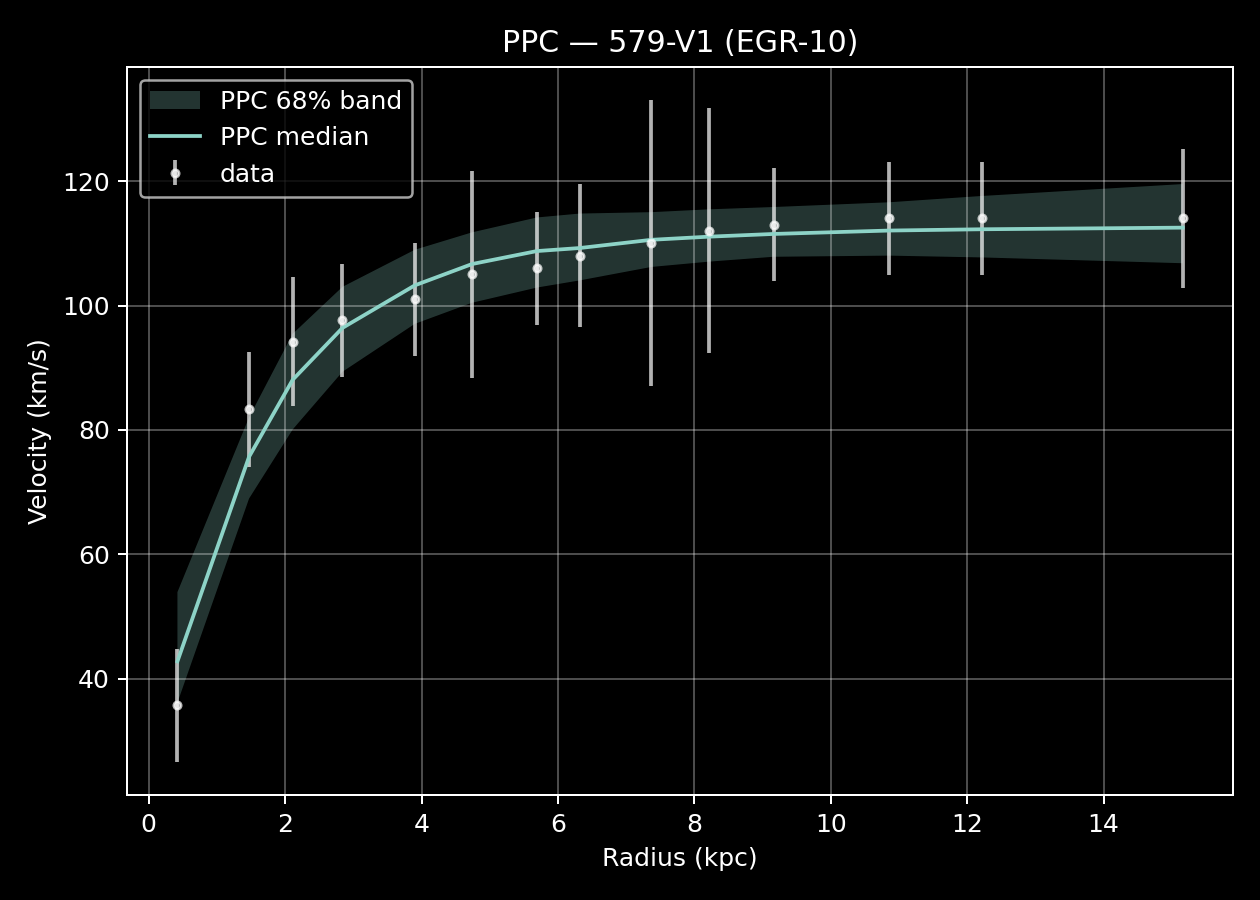 PPC — 579-V1 (EGR-10)
PPC 68% band
PPC median
data
120
100
80
60
40
Velocity (km/s)
0 2 4 6 8 10 12 14
Radius (kpc)